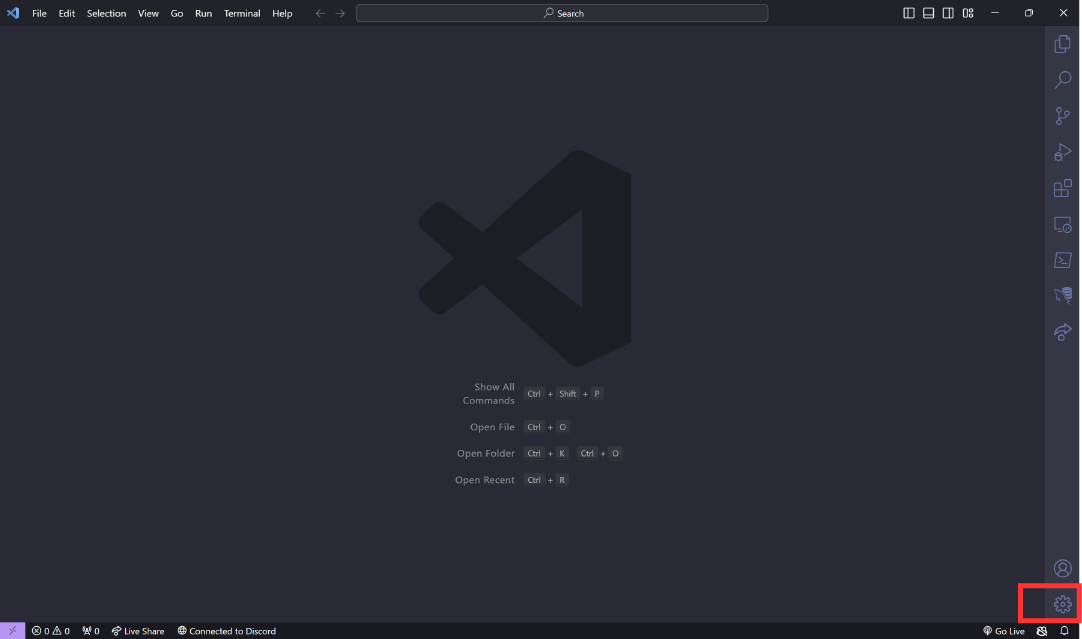 File Edit Selection View Go Run Terminal Help Search
Show All
Commands Ctrl + Shift + P
Open File Ctrl + O
Open Folder Ctrl + K Ctrl + O
Open Recent Ctrl + R
0 0 0 Live Share Connected to Discord Go Live